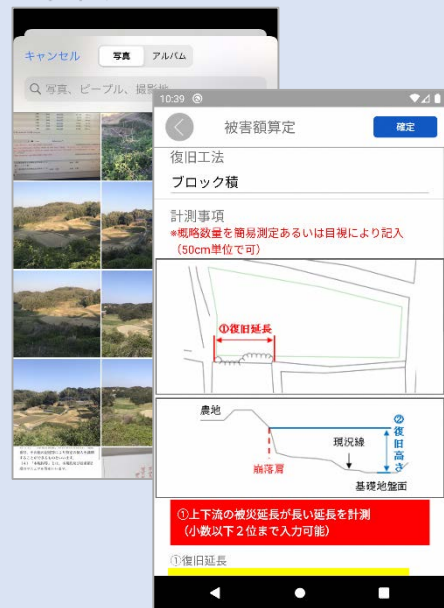 キャンセル
写真
アルバム
写真、ピープル、撮影地
10:39
被害額算定
確定
復旧工法
ブロック積
計測事項
*概略数量を簡易測定あるいは目視により記入
（50cm単位で可）
①復旧延長
農地
②復旧高さ
現況線
崩落肩
基礎地盤面
①上下流の被災延長が長い延長を計測
（小数以下２位まで入力可能）
①復旧延長